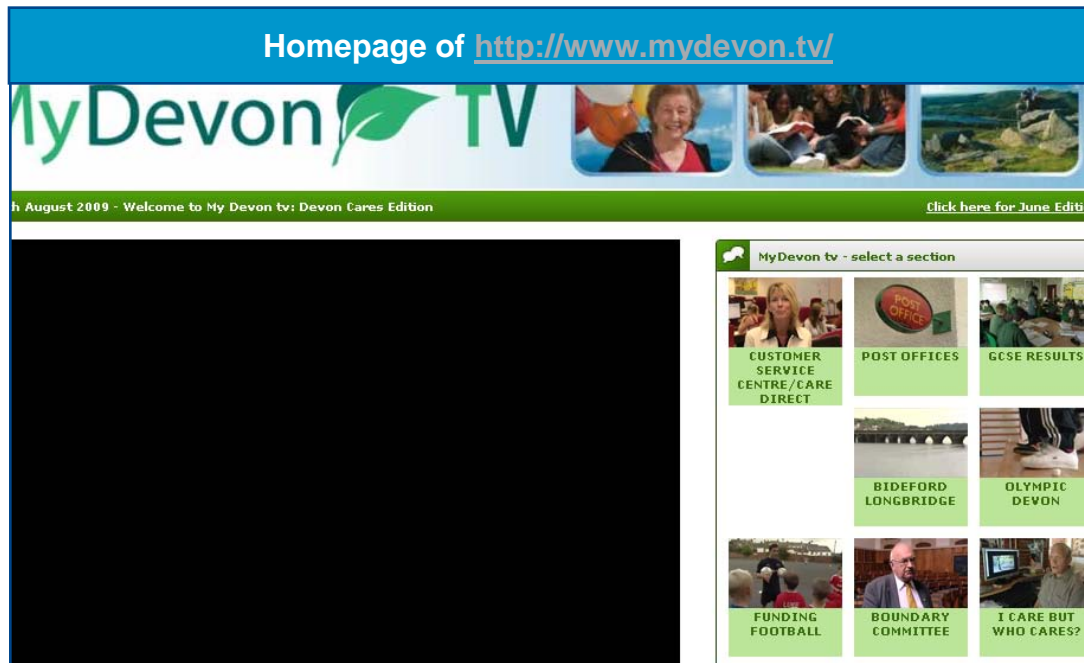 Homepage of http://www.mydevon.tv/
MyDevon TV
h August 2009 - Welcome to My Devon tv: Devon Cares Edition
Click here for June Editi
MyDevon tv - select a section
POST OFFICE
CUSTOMER
SERVICE
CENTRE/CARE
DIRECT
POST OFFICES
GCSE RESULTS
BIDEFORD
LONGBRIDGE
OLYMPIC
DEVON
FUNDING
FOOTBALL
BOUNDARY
COMMITTEE
I CARE BUT
WHO CARES?